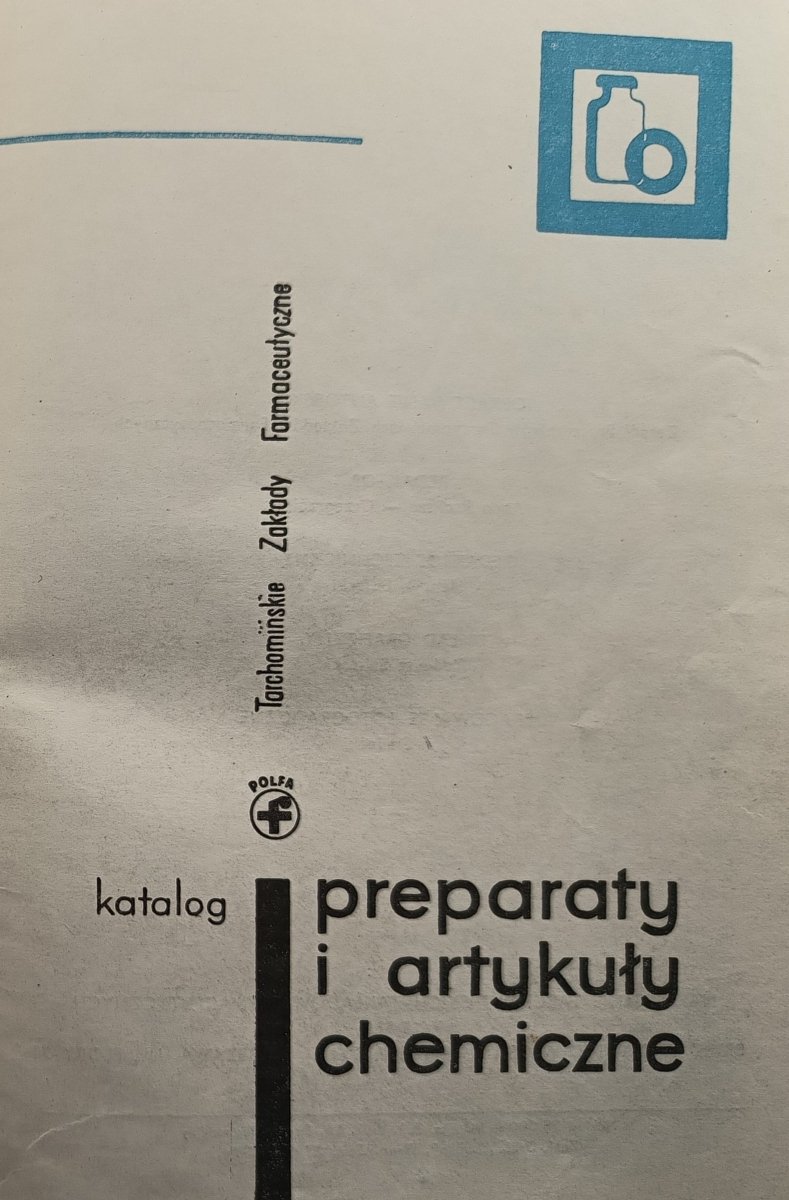 Tarchomińskie Zakłady Farmaceutyczne
POLFA
katalog
preparaty
i artykuły
chemiczne